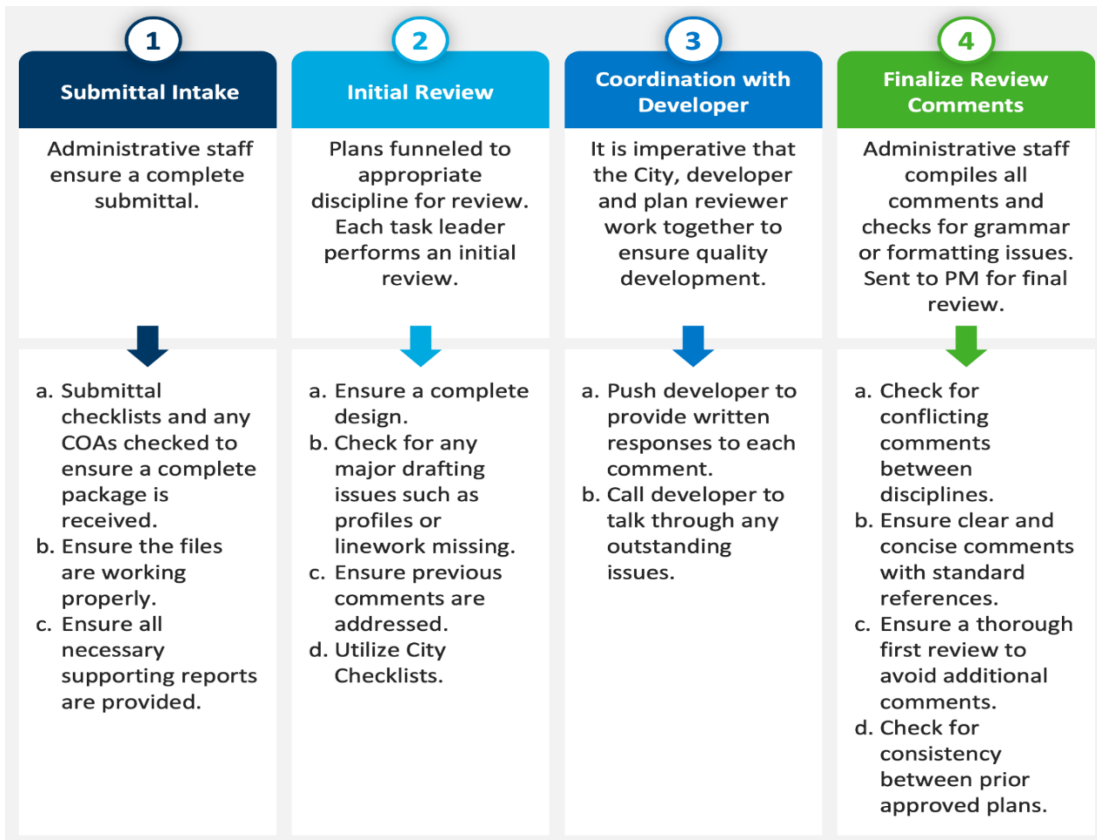 1
Submittal Intake
Administrative staff
ensure a complete
submittal.
a. Submittal
checklists and any
COAs checked to
ensure a complete
package is
received.
b. Ensure the files
are working
properly.
c. Ensure all
necessary
supporting reports
are provided.
2
Initial Review
Plans funneled to
appropriate
discipline for review.
Each task leader
performs an initial
review.
a. Ensure a complete
design.
b. Check for any
major drafting
issues such as
profiles or
linework missing.
c. Ensure previous
comments are
addressed.
d. Utilize City
Checklists.
3
Coordination with
Developer
It is imperative that
the City, developer
and plan reviewer
work together to
ensure quality
development.
a. Push developer to
provide written
responses to each
comment.
b. Call developer to
talk through any
outstanding
issues.
4
Finalize Review
Comments
Administrative staff
compiles all
comments and
checks for grammar
or formatting issues.
Sent to PM for final
review.
a. Check for
conflicting
comments
between
disciplines.
b. Ensure clear and
concise comments
with standard
references.
c. Ensure a thorough
first review to
avoid additional
comments.
d. Check for
consistency
between prior
approved plans.